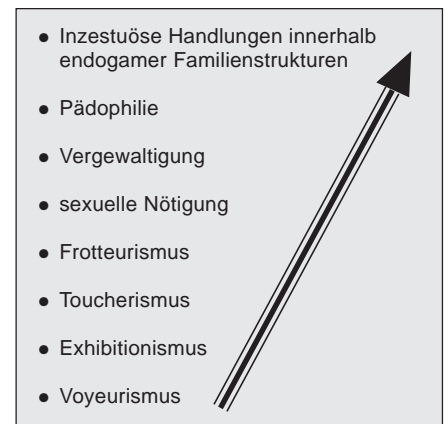 ● Inzestuöse Handlungen innerhalb
endogamer Familienstrukturen
● Pädophilie
● Vergewaltigung
● sexuelle Nötigung
● Frotteurismus
● Toucherismus
● Exhibitionismus
● Voyeurismus